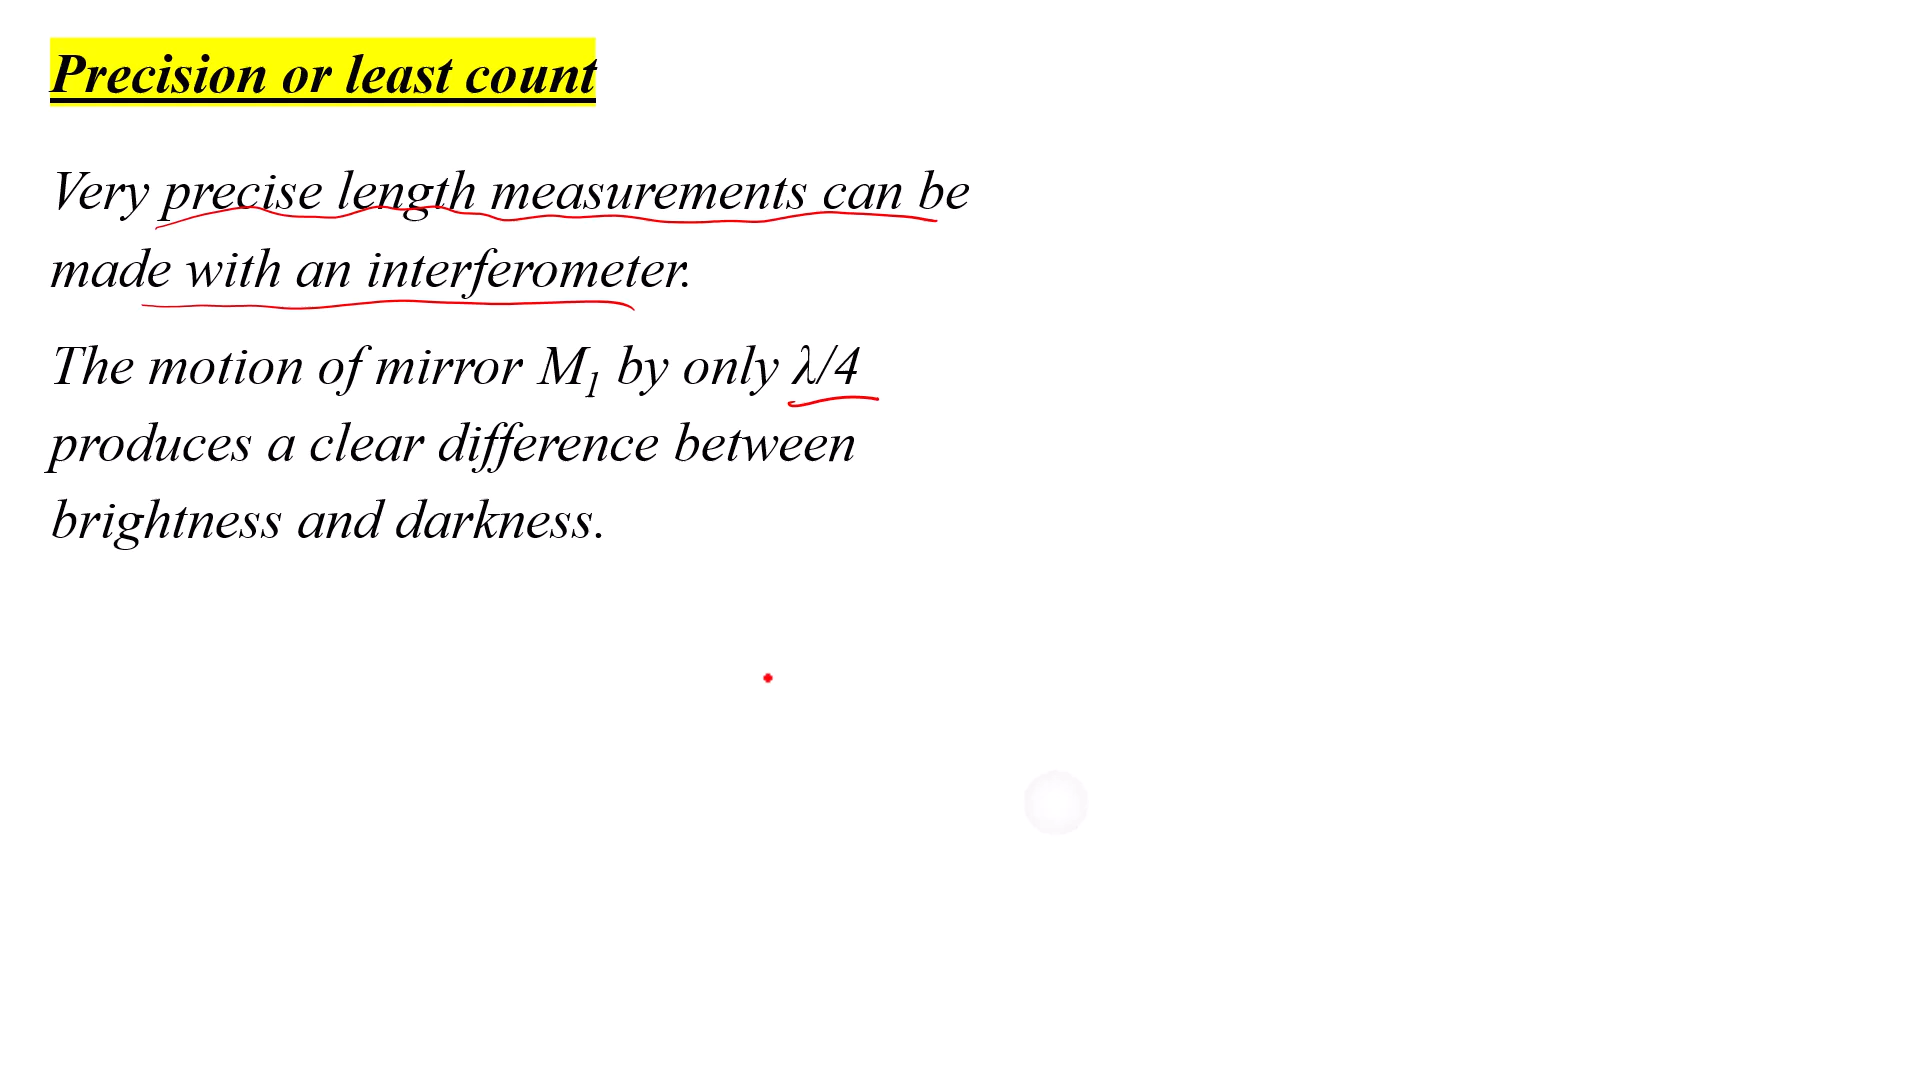 Precision or least count
Very precise length measurements can be
made with an interferometer.
The motion of mirror M₁ by only λ/4
produces a clear difference between
brightness and darkness.